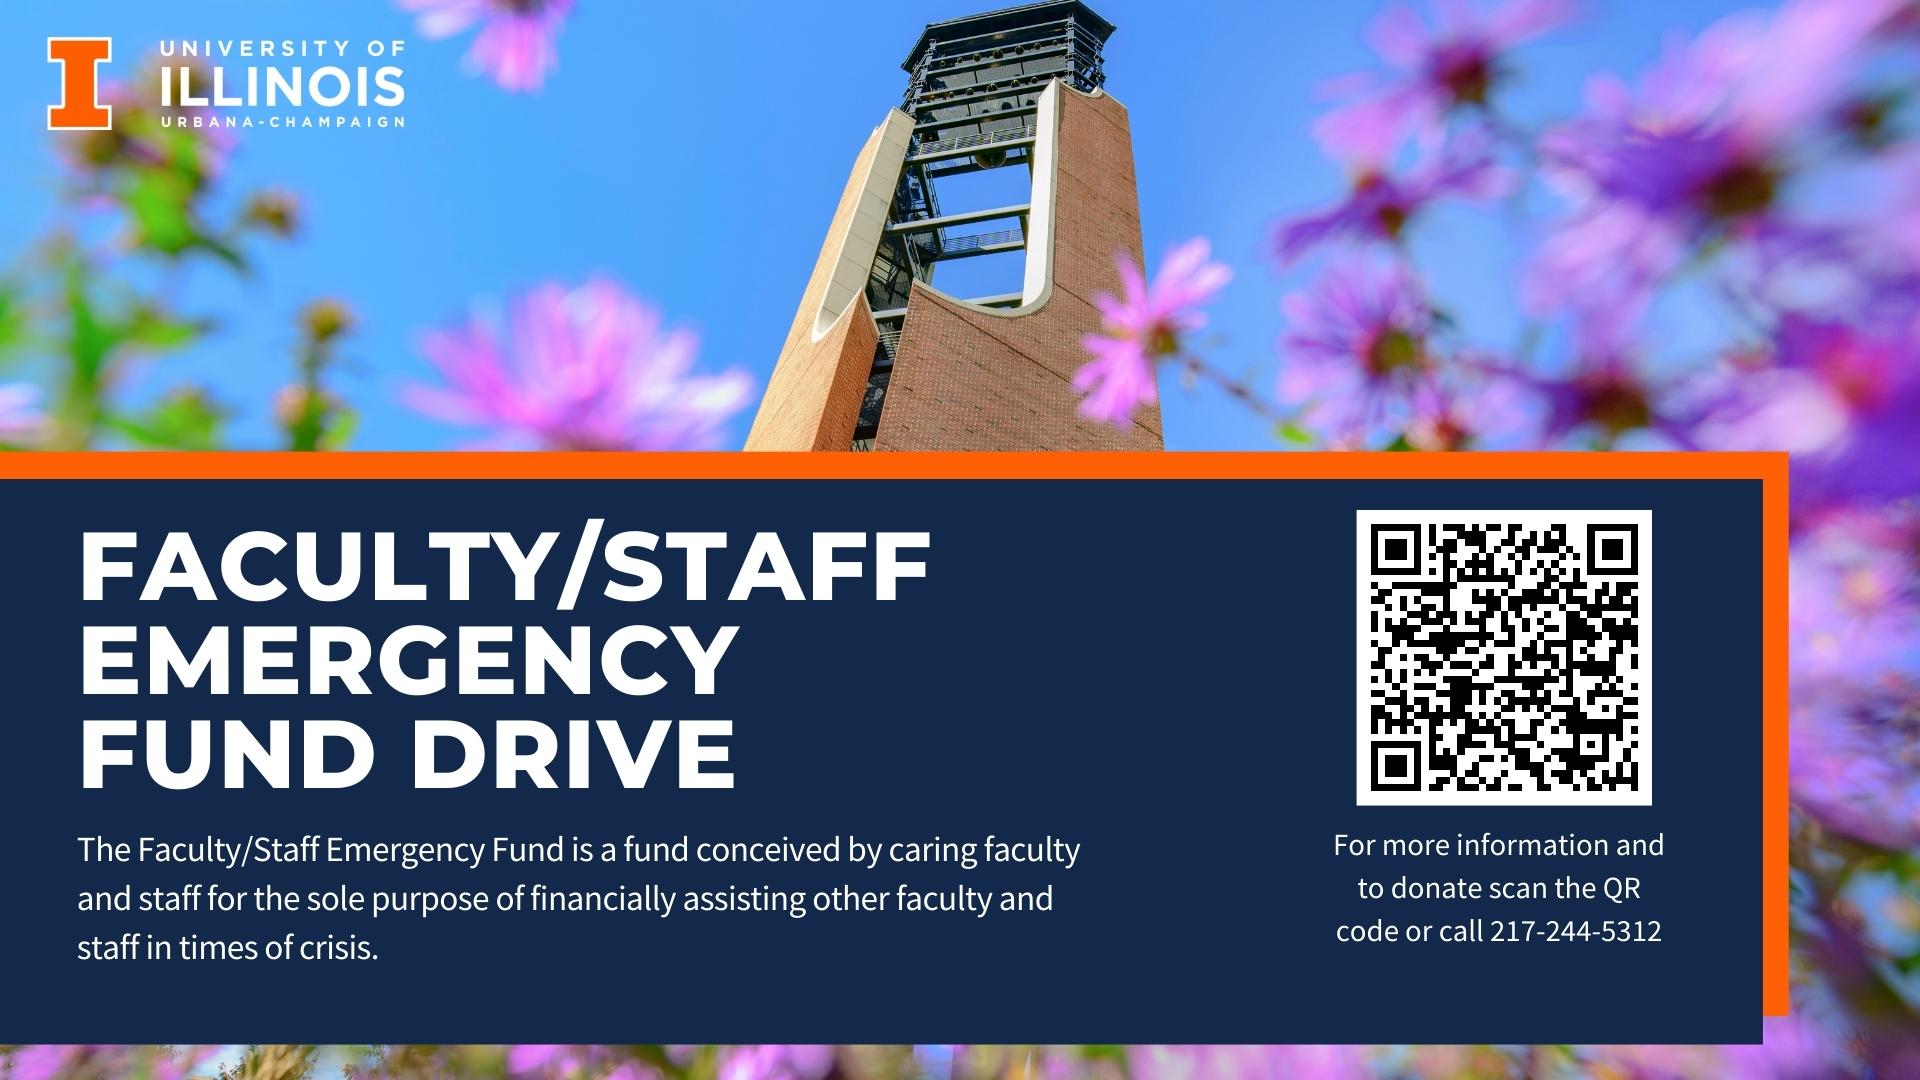 UNIVERSITY OF
ILLINOIS
URBANA-CHAMPAIGN
FACULTY/STAFF
EMERGENCY
FUND DRIVE
The Faculty/Staff Emergency Fund is a fund conceived by caring faculty
and staff for the sole purpose of financially assisting other faculty and
staff in times of crisis.
For more information and
to donate scan the QR
code or call 217-244-5312